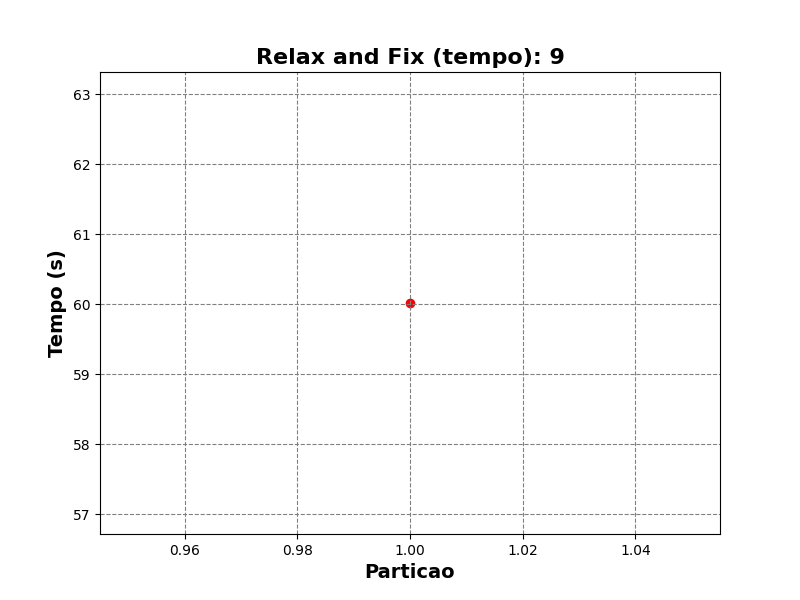 Relax and Fix (tempo): 9
63
62
61
60
59
58
57
Tempo (s)
0.96 0.98 1.00 1.02 1.04
Particao